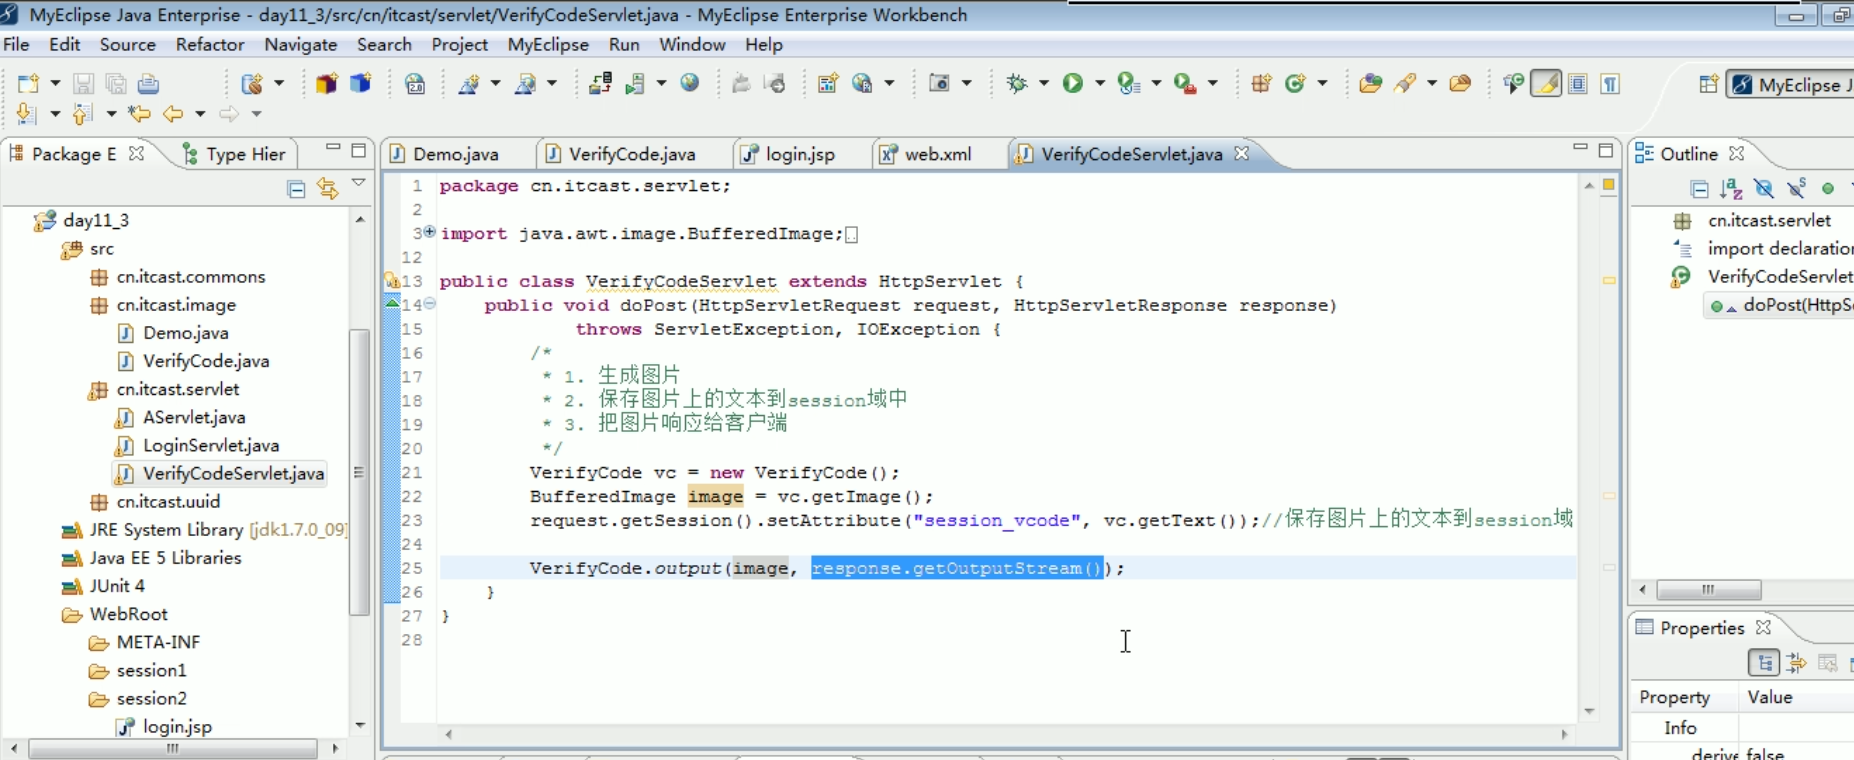 MyEclipse Java Enterprise - day11_3/src/cn/itcast/servlet/VerifyCodeServlet.java - MyEclipse Enterprise Workbench
File Edit Source Refactor Navigate Search Project MyEclipse Run Window Help
MyEclipse J
Package E
Type Hier
Demo.java
VerifyCode.java
login.jsp
web.xml
VerifyCodeServlet.java
Outline
day11_3
src
cn.itcast.commons
cn.itcast.image
Demo.java
VerifyCode.java
cn.itcast.servlet
AServlet.java
LoginServlet.java
VerifyCodeServlet.java
cn.itcast.uuid
JRE System Library [jdk1.7.0_09]
Java EE 5 Libraries
JUnit 4
WebRoot
META-INF
session1
session2
login.jsp
1 package cn.itcast.servlet;
2
3 import java.awt.image.BufferedImage;
12
13 public class VerifyCodeServlet extends HttpServlet {
14 public void doPost(HttpServletRequest request, HttpServletResponse response)
15 throws ServletException, IOException {
16 /*
17 * 1. 生成图片
18 * 2. 保存图片上的文本到session域中
19 * 3. 把图片响应给客户端
20 */
21 VerifyCode vc = new VerifyCode();
22 BufferedImage image = vc.getImage();
23 request.getSession().setAttribute("session_vcode", vc.getText());//保存图片上的文本到session域
24
25 VerifyCode.output(image, response.getOutputStream());
26 }
27 }
28
cn.itcast.servlet
import declaration
VerifyCodeServlet
doPost(HttpS
Properties
Property Value
Info
derive false